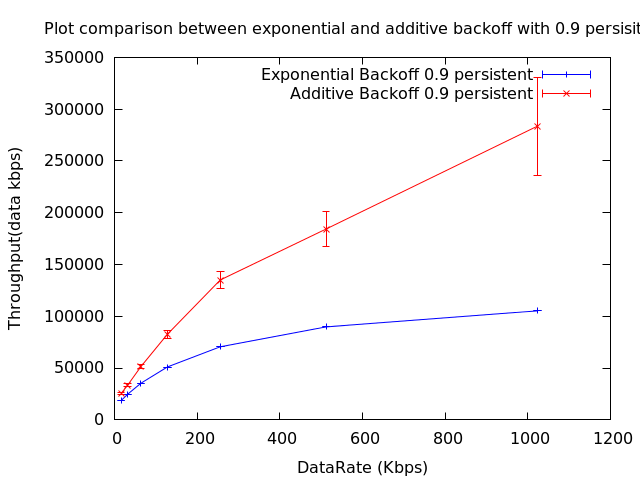 Plot comparison between exponential and additive backoff with 0.9 persisit
350000
300000
250000
200000
150000
100000
50000
0
Throughput(data kbps)
Exponential Backoff 0.9 persistent
Additive Backoff 0.9 persistent
0 200 400 600 800 1000 1200
DataRate (Kbps)